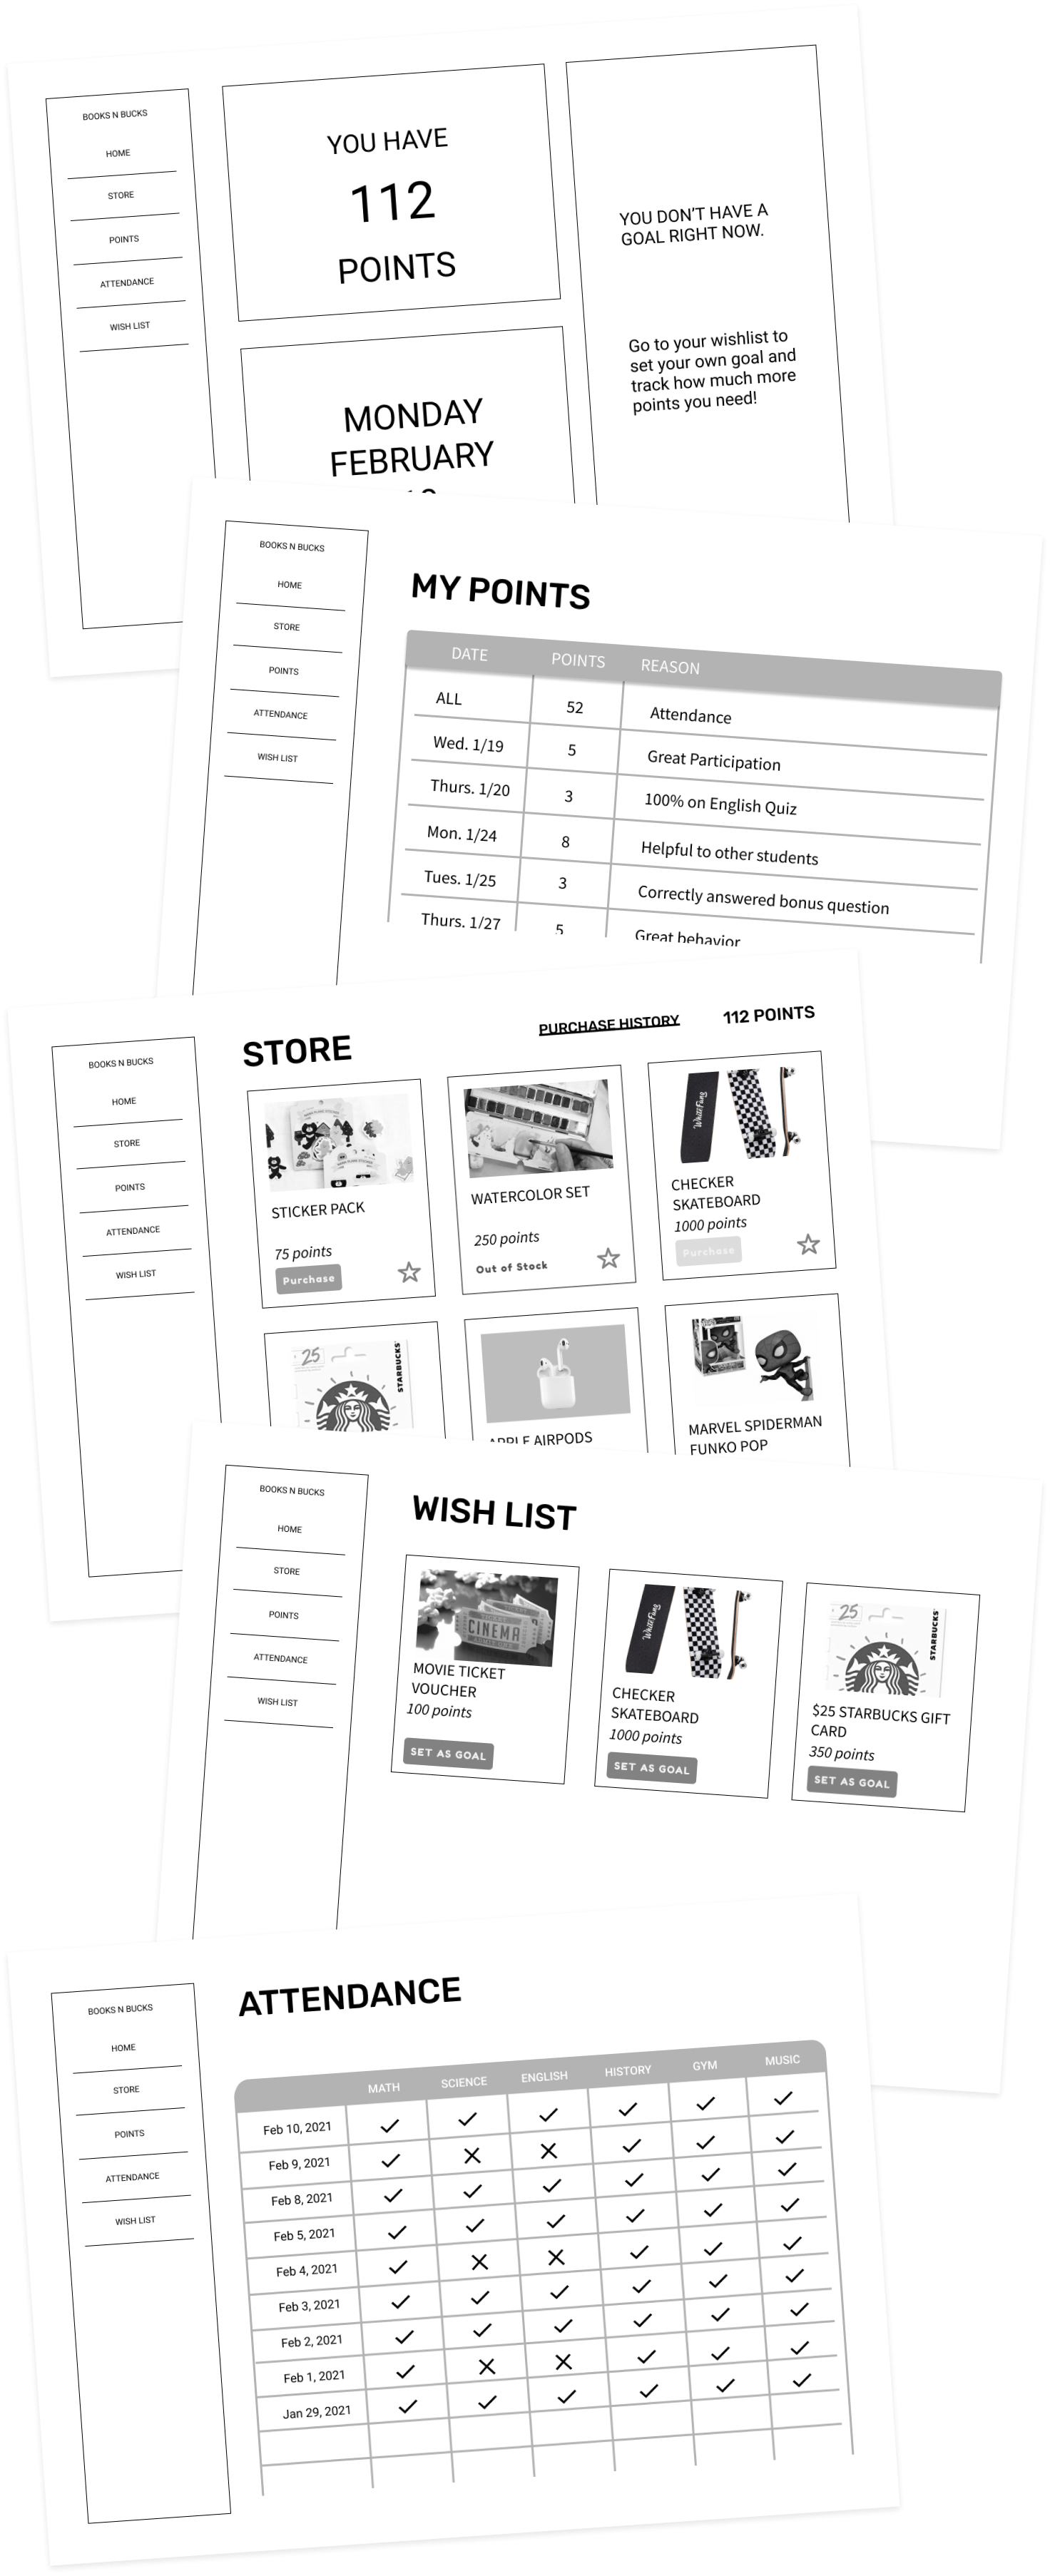 BOOKS N BUCKS
HOME
STORE
POINTS
ATTENDANCE
WISH LIST
YOU HAVE
112
POINTS
MONDAY
FEBRUARY
YOU DON'T HAVE A
GOAL RIGHT NOW.
Go to your wishlist to
set your own goal and
track how much more
points you need!
BOOKS N BUCKS
HOME
STORE
POINTS
ATTENDANCE
WISH LIST
MY POINTS
DATE POINTS REASON
ALL 52 Attendance
Wed. 1/19 5 Great Participation
Thurs. 1/20 3 100% on English Quiz
Mon. 1/24 8 Helpful to other students
Tues. 1/25 3 Correctly answered bonus question
Thurs. 1/27 5 Great behavior
BOOKS N BUCKS
HOME
STORE
POINTS
ATTENDANCE
WISH LIST
STORE
PURCHASE HISTORY
112 POINTS
STICKER PACK
75 points
Purchase
WATERCOLOR SET
250 points
Out of Stock
WhiteFang
CHECKER
SKATEBOARD
1000 points
Purchase
25
STARBUCKS
APPLE AIRPODS
MARVEL SPIDERMAN
FUNKO POP
BOOKS N BUCKS
HOME
STORE
POINTS
ATTENDANCE
WISH LIST
WISH LIST
CINEMA
MOVIE TICKET
VOUCHER
100 points
SET AS GOAL
WhiteFang
CHECKER
SKATEBOARD
1000 points
SET AS GOAL
25
STARBUCKS
$25 STARBUCKS GIFT
CARD
350 points
SET AS GOAL
BOOKS N BUCKS
HOME
STORE
POINTS
ATTENDANCE
WISH LIST
ATTENDANCE
MATH SCIENCE ENGLISH HISTORY GYM MUSIC
Feb 10, 2021
Feb 9, 2021
Feb 8, 2021
Feb 5, 2021
Feb 4, 2021
Feb 3, 2021
Feb 2, 2021
Feb 1, 2021
Jan 29, 2021